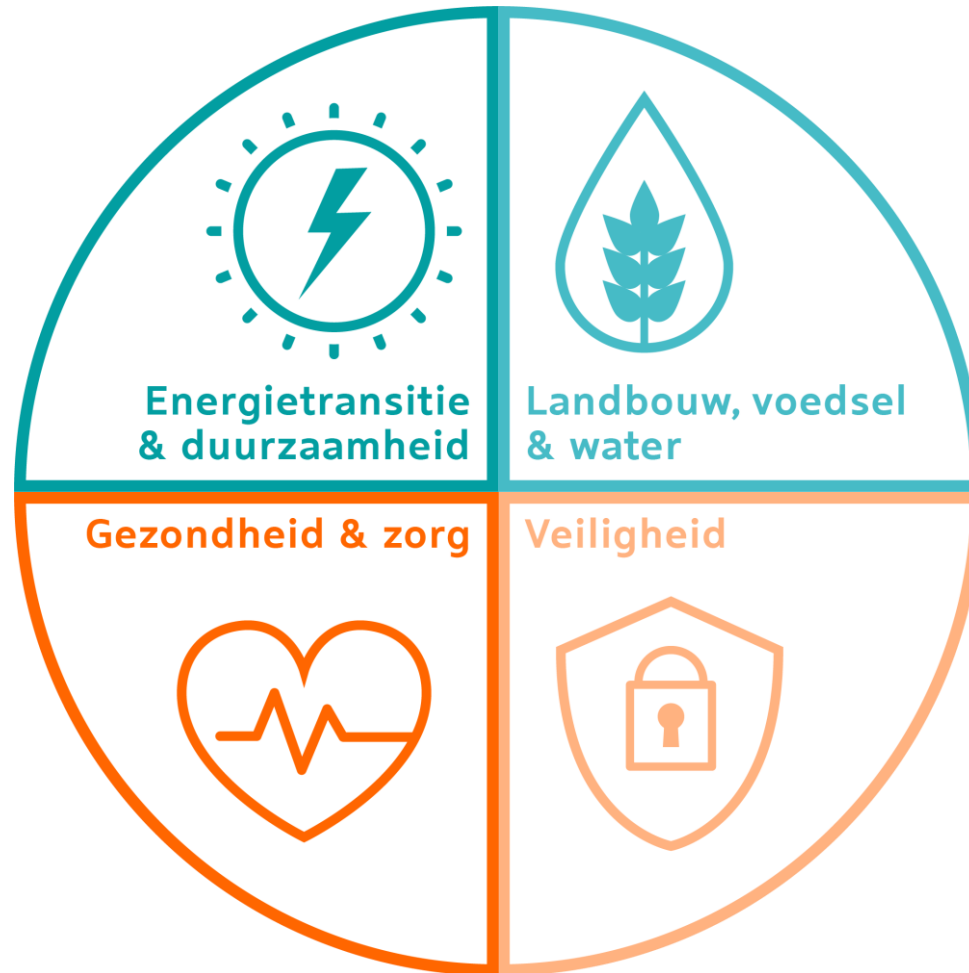 Energietransitie
& duurzaamheid
Landbouw, voedsel
& water
Gezondheid & zorg
Veiligheid